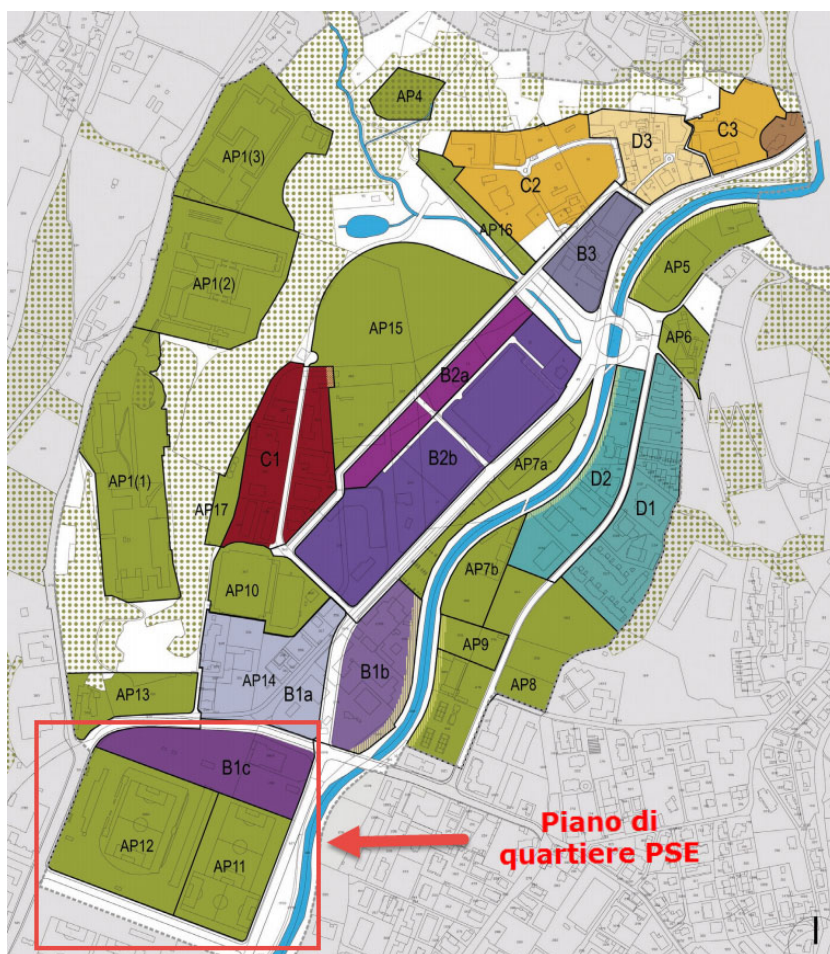 AP4
AP1(3)
D3
C3
C2
AP16
B3
AP5
AP1(2)
AP15
AP6
B2a
B2b
C1
AP7a
D2
D1
AP1(1)
AP17
AP10
AP7b
AP9
AP14
B1a
B1b
AP8
AP13
B1c
Piano di
quartiere PSE
AP12
AP11